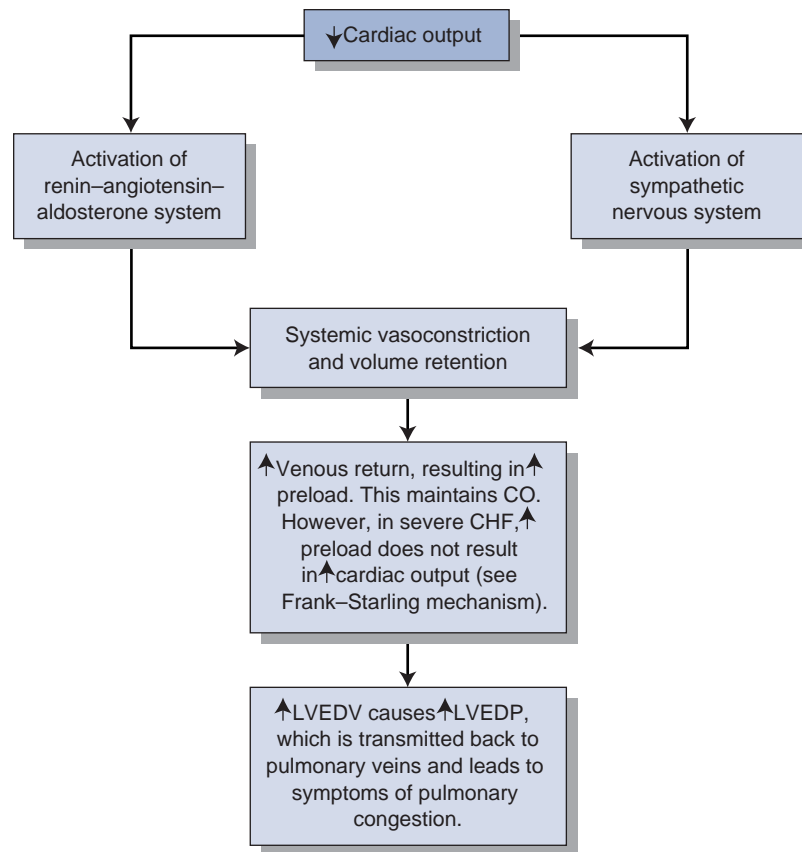 ↓Cardiac output
Activation of
renin–angiotensin–
aldosterone system
Activation of
sympathetic
nervous system
Systemic vasoconstriction
and volume retention
↑Venous return, resulting in↑
preload. This maintains CO.
However, in severe CHF,↑
preload does not result
in↑cardiac output (see
Frank–Starling mechanism).
↑LVEDV causes↑LVEDP,
which is transmitted back to
pulmonary veins and leads to
symptoms of pulmonary
congestion.